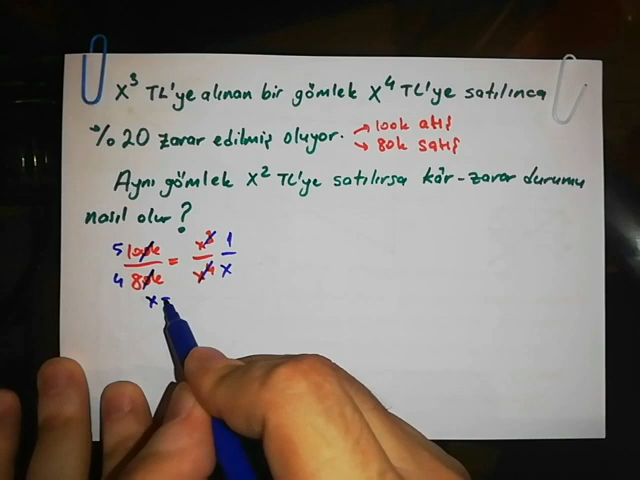 x³ TL'ye alınan bir gömlek x⁴ TL'ye satılınca
% 20 zarar edilmiş oluyor. → 100k alış
→ 80k satış
Aynı gömlek x² TL'ye satılırsa kâr-zarar durumu
nasıl olur?
5 100k = x³ 1
4 80k x⁴ x
x =